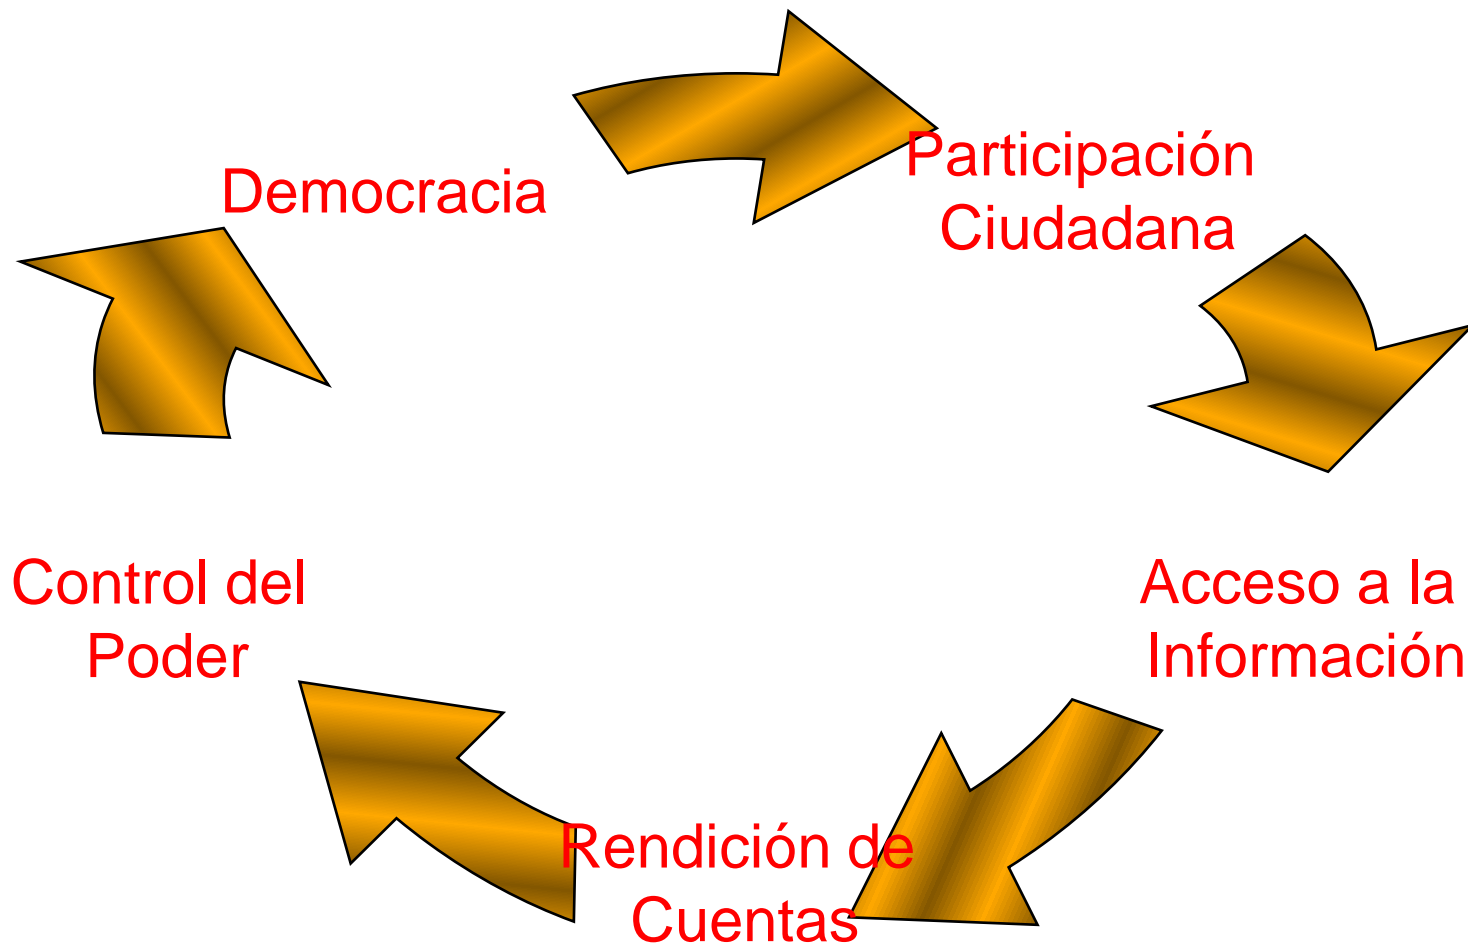 Democracia
Participación
Ciudadana
Acceso a la
Información
Rendición de
Cuentas
Control del
Poder